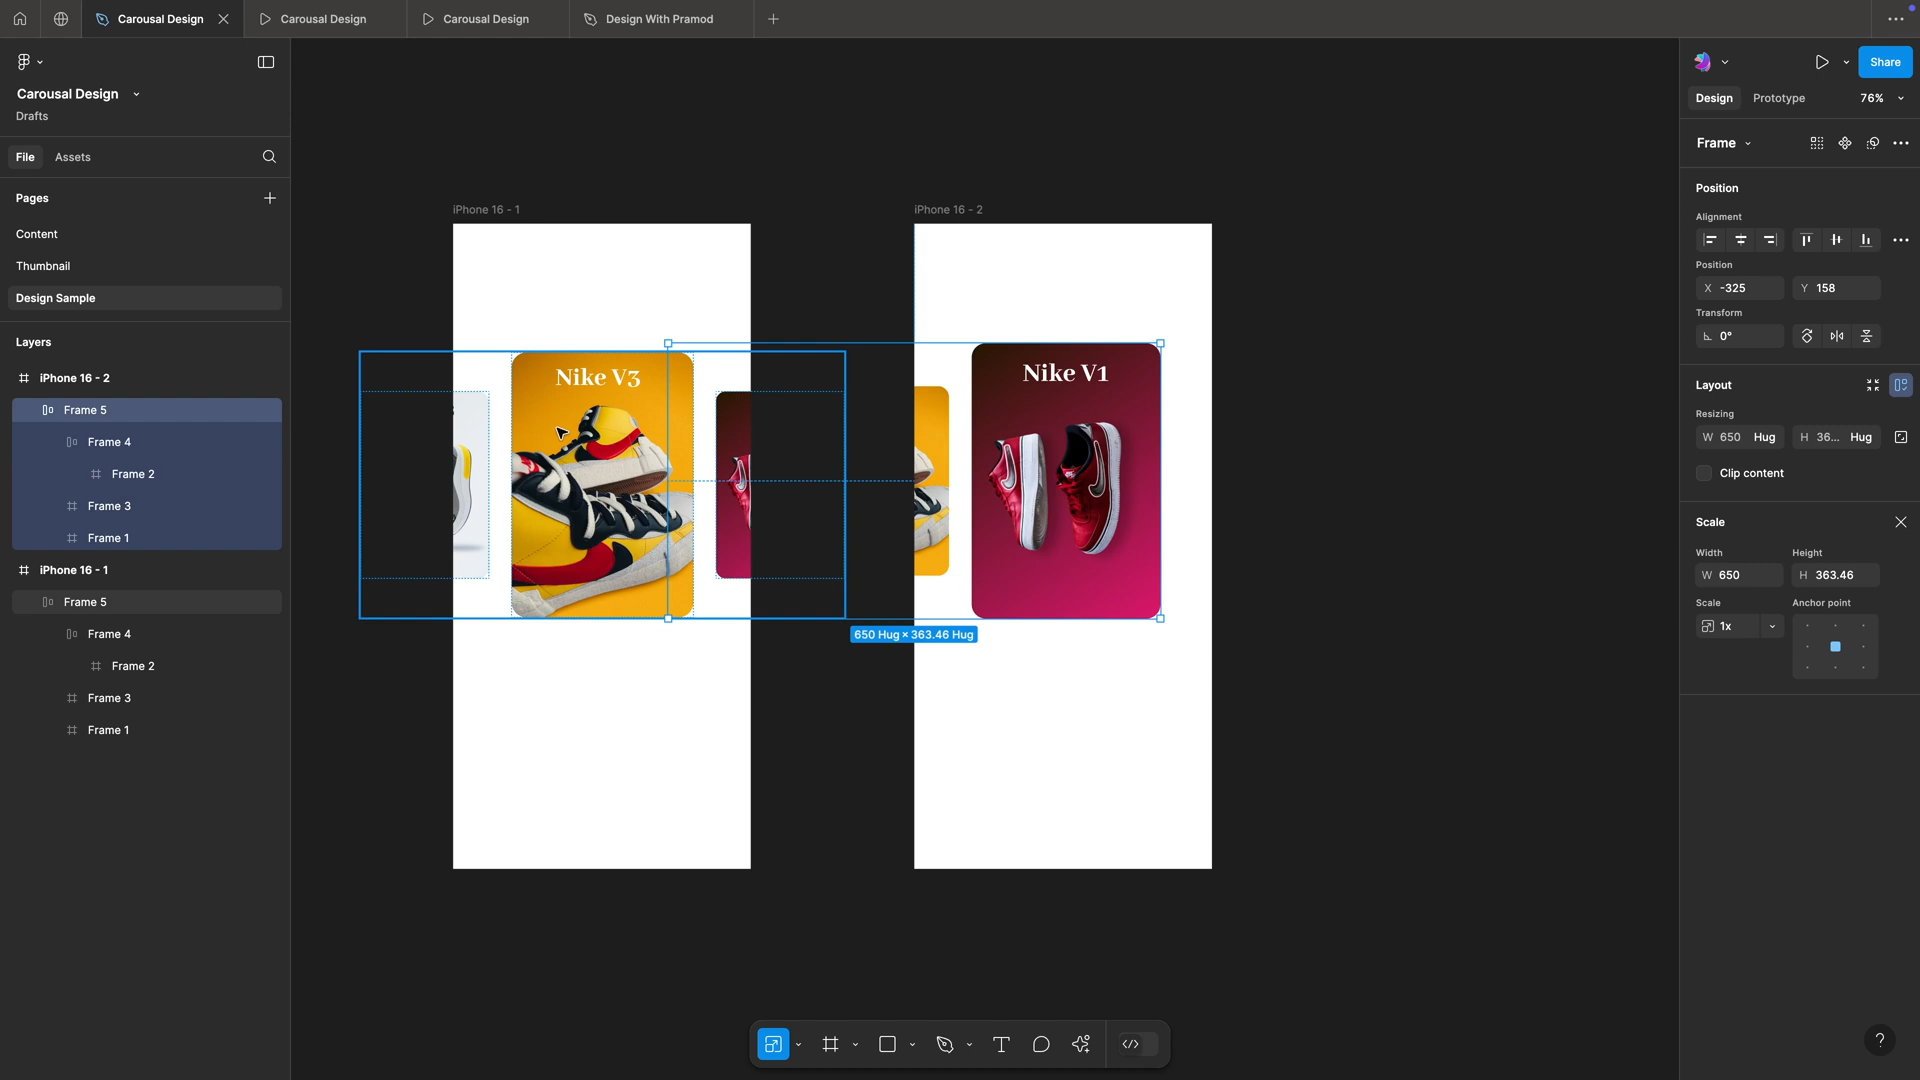 Carousal Design
Carousal Design
Carousal Design
Design With Pramod
Carousal Design
Drafts
File
Assets
Pages
Content
Thumbnail
Design Sample
Layers
iPhone 16 - 2
Frame 5
Frame 4
Frame 2
Frame 3
Frame 1
iPhone 16 - 1
Frame 5
Frame 4
Frame 2
Frame 3
Frame 1
iPhone 16 - 1
iPhone 16 - 2
Nike V3
Nike V1
650 Hug × 363.46 Hug
Share
Design
Prototype
76%
Frame
Position
Alignment
Position
X -325
Y 158
Transform
0°
Layout
Resizing
W 650 Hug
H 36... Hug
Clip content
Scale
Width
Height
W 650
H 363.46
Scale
Anchor point
1x
?